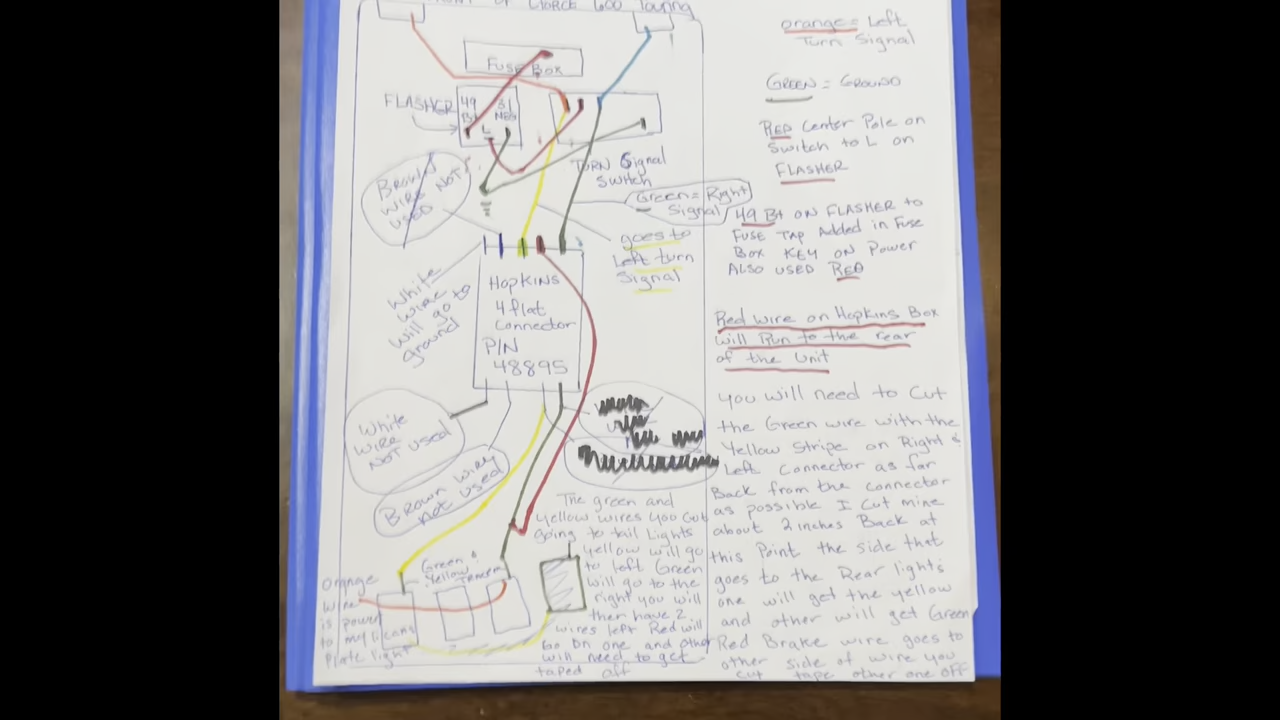 FRONT OF CFORCE 600 Touring
Fuse Box
FLASHER
49 Bt
31 NEG
L
TURN Signal
Switch
Brown
wire NOT
USED
Green = Right
Signal
goes to
Left turn
Signal
White
wire
will go to
ground
HOPKINS
4 flat
Connector
P/N
48895
White
wire
NOT used
Brown wire
not used
The green and
yellow wires you cut
going to tail Lights
yellow will go
to left Green
will go to the
right you will
then have 2
wires left Red will
Go on one and other
will need to get
taped off
Green &
Yellow
orange
wire
is power
to my licens
plate light
orange = Left
Turn Signal
GREEN = GROUND
RED Center Pole on
Switch to L on
FLASHER
49 Bt ON FLASHER to
FUSE TAP Added in Fuse
Box KEY ON Power
ALSO USED RED
Red wire on Hopkins Box
will Run to the rear
of the Unit
you will need to Cut
the Green wire with the
Yellow Stripe on Right &
Left Connector as far
Back from the connector
as possible I cut mine
about 2 inches Back at
this Point the side that
goes to the Rear lights
one will get the yellow
and other will get Green
Red Brake wire goes to
other side of wire you
cut tape other one off